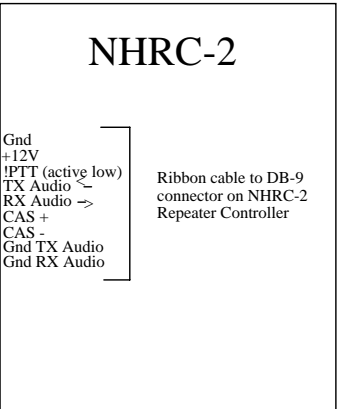 NHRC-2
Gnd
+12V
!PTT (active low)
TX Audio <-
RX Audio ->
CAS +
CAS -
Gnd TX Audio
Gnd RX Audio
Ribbon cable to DB-9
connector on NHRC-2
Repeater Controller